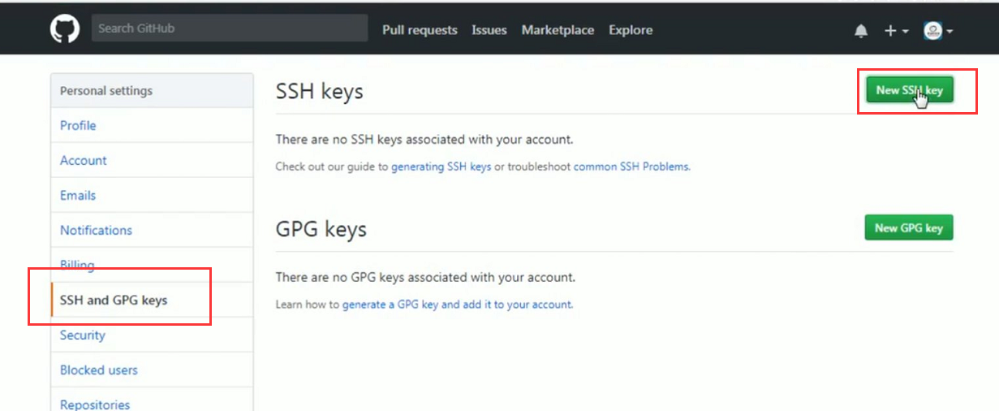 Search GitHub
Pull requests Issues Marketplace Explore
Personal settings
Profile
Account
Emails
Notifications
Billing
SSH and GPG keys
Security
Blocked users
Repositories
SSH keys
New SSH key
There are no SSH keys associated with your account.
Check out our guide to generating SSH keys or troubleshoot common SSH Problems.
GPG keys
New GPG key
There are no GPG keys associated with your account.
Learn how to generate a GPG key and add it to your account.